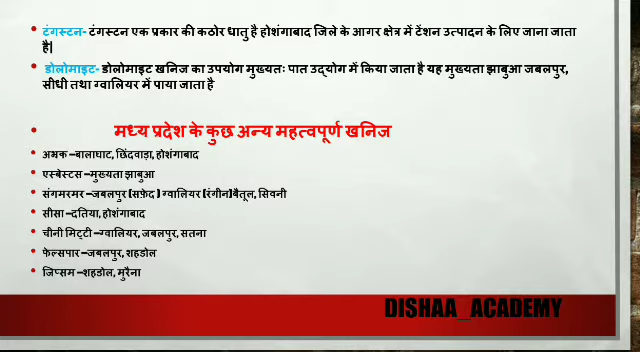 टंगस्टन- टंगस्टन एक प्रकार की कठोर धातु है होशंगाबाद जिले के आगर क्षेत्र में टेंशन उत्पादन के लिए जाना जाता
है|
डोलोमाइट- डोलोमाइट खनिज का उपयोग मुख्यतः पात उद्योग में किया जाता है यह मुख्यता झाबुआ जबलपुर,
सीधी तथा ग्वालियर में पाया जाता है
मध्य प्रदेश के कुछ अन्य महत्वपूर्ण खनिज
अभ्रक –बालाघाट, छिंदवाड़ा, होशंगाबाद
एस्बेस्टस –मुख्यता झाबुआ
संगमरमर –जबलपुर (सफ़ेद ) ग्वालियर (रंगीन)बैतूल, सिवनी
सीसा –दतिया, होशंगाबाद
चीनी मिट्टी –ग्वालियर, जबलपुर, सतना
फेल्सपार –जबलपुर, शहडोल
जिप्सम –शहडोल, मुरैना
DISHAA_ACADEMY